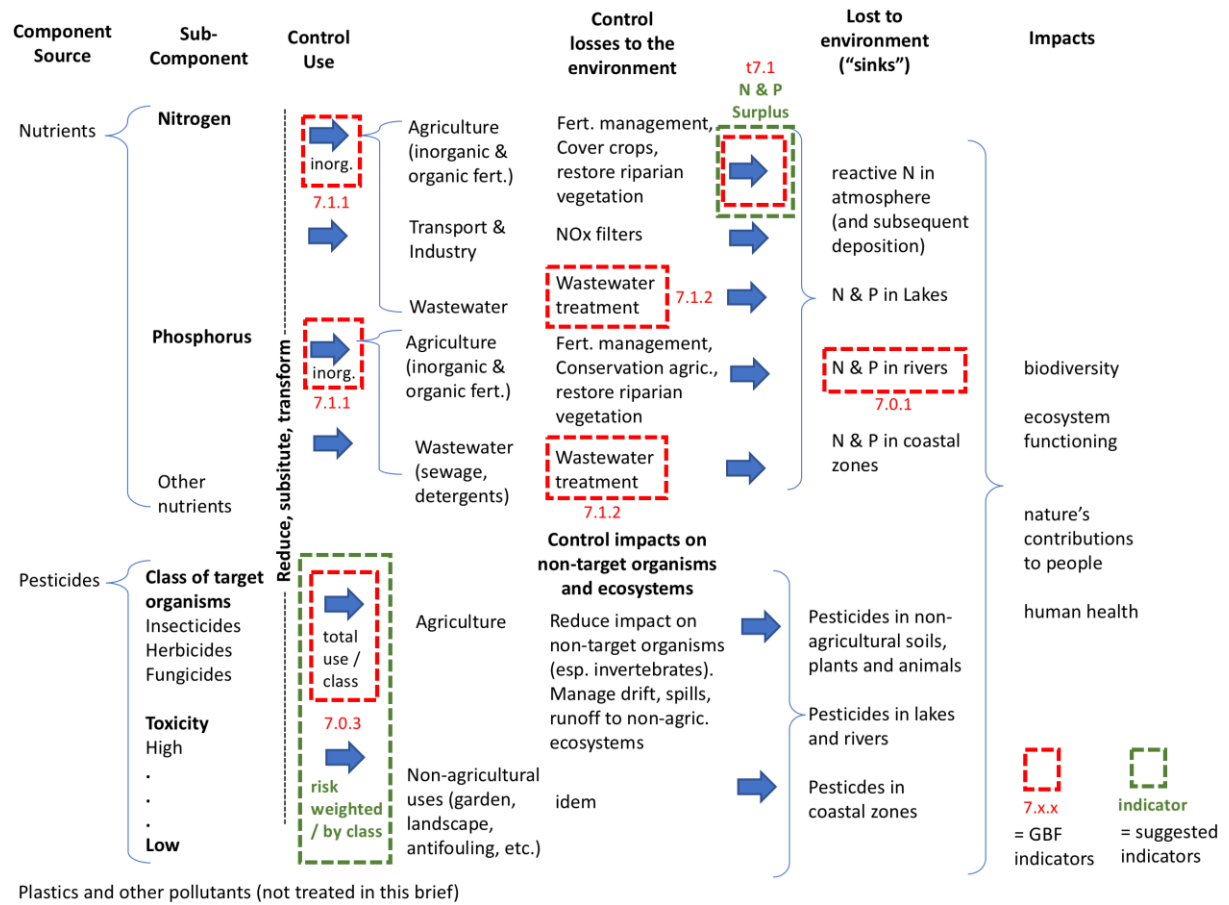 Component
Source
Sub-
Component
Control
Use
Control
losses to the
environment
Lost to
environment
(“sinks”)
Impacts
t7.1
N & P
Surplus
Nutrients
Nitrogen
inorg.
7.1.1
Agriculture
(inorganic &
organic fert.)
Fert. management,
Cover crops,
restore riparian
vegetation
reactive N in
atmosphere
(and subsequent
deposition)
Transport &
Industry
NOx filters
Wastewater
Wastewater
treatment
7.1.2
N & P in Lakes
Phosphorus
inorg.
7.1.1
Agriculture
(inorganic &
organic fert.)
Fert. management,
Conservation agric.,
restore riparian
vegetation
N & P in rivers
7.0.1
Wastewater
(sewage,
detergents)
Wastewater
treatment
7.1.2
N & P in coastal
zones
Other
nutrients
Reduce, subsitute, transform
biodiversity
ecosystem
functioning
nature’s
contributions
to people
human health
Control impacts on
non-target organisms
and ecosystems
Pesticides
Class of target
organisms
Insecticides
Herbicides
Fungicides
Toxicity
High
.
.
.
.
Low
total
use /
class
7.0.3
risk
weighted
/ by class
Agriculture
Reduce impact on
non-target organisms
(esp. invertebrates).
Manage drift, spills,
runoff to non-agric.
ecosystems
Pesticides in non-
agricultural soils,
plants and animals
Pesticides in lakes
and rivers
Non-agricultural
uses (garden,
landscape,
antifouling, etc.)
idem
Pesticdes in
coastal zones
7.x.x
= GBF
indicators
indicator
= suggested
indicators
Plastics and other pollutants (not treated in this brief)